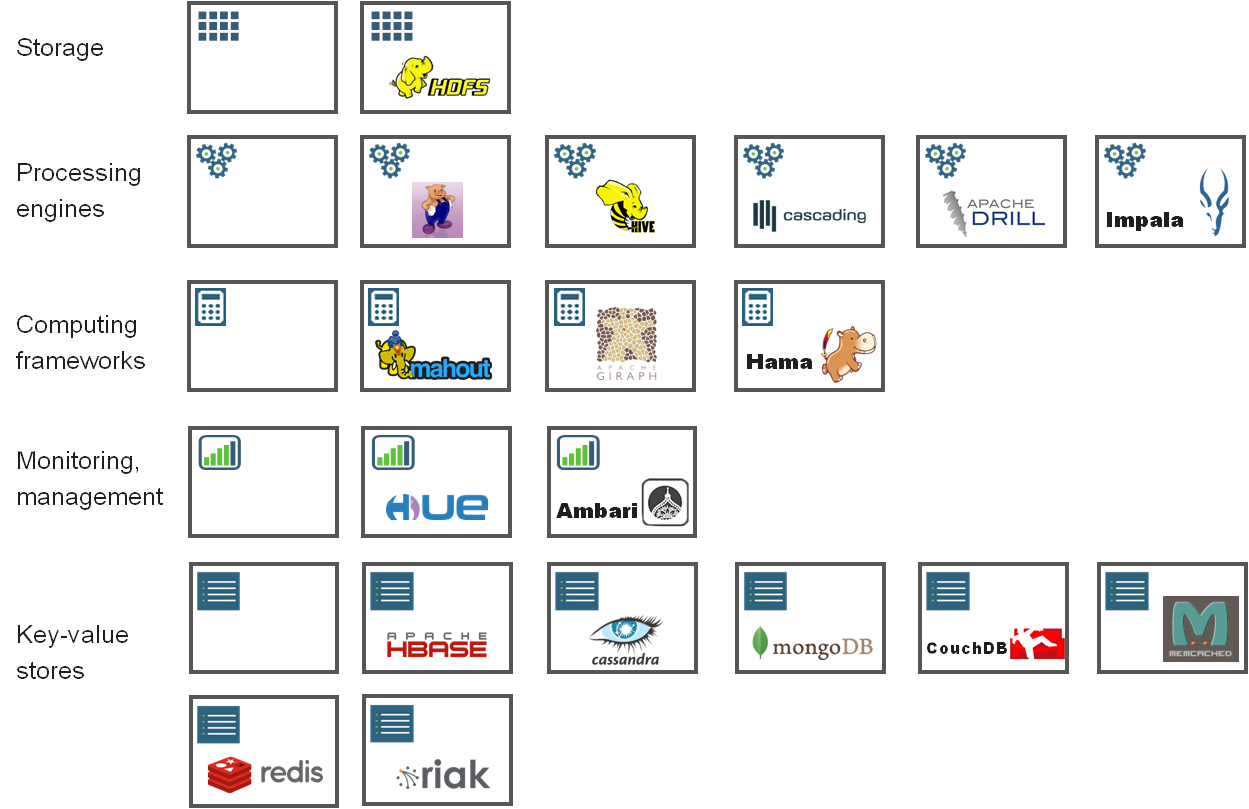 Storage
HDFS
Processing
engines
HIVE
cascading
APACHE
DRILL
Impala
Computing
frameworks
mahout
APACHE
GIRAPH
Hama
Monitoring,
management
HUE
Ambari
Key-value
stores
APACHE
HBASE
cassandra
mongoDB
CouchDB
MEMCACHED
redis
riak